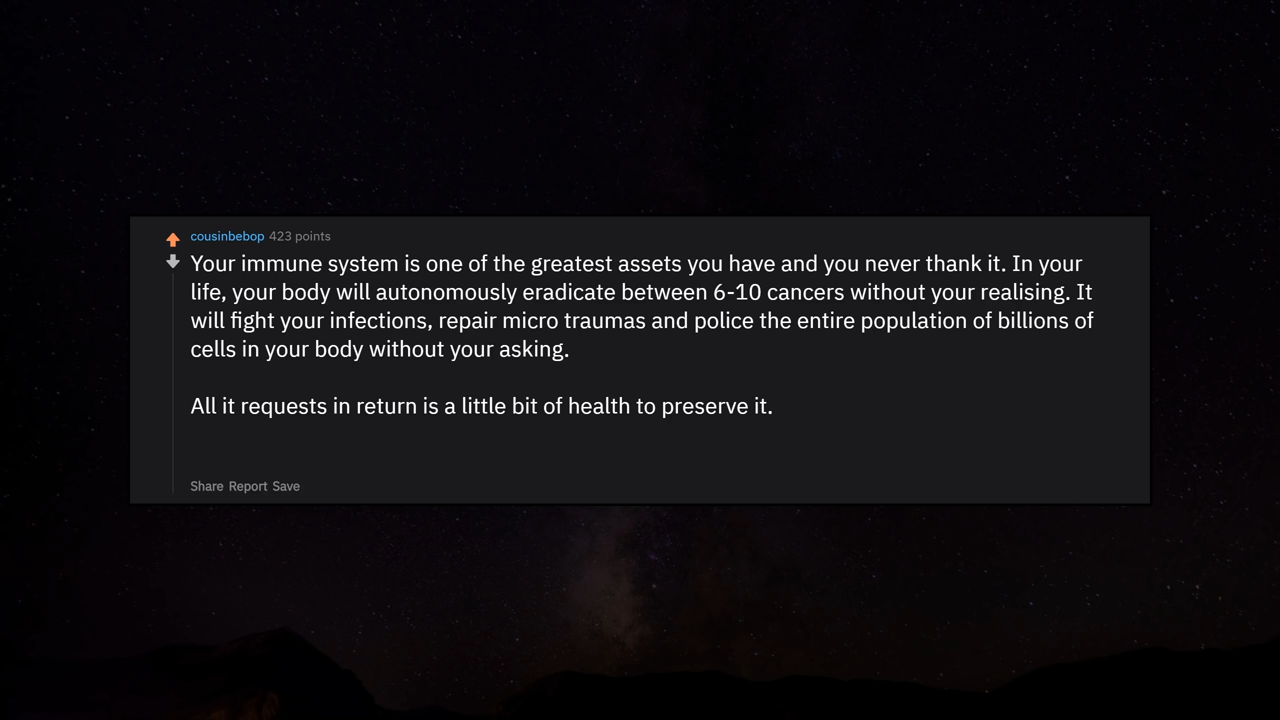 cousinbebop 423 points
Your immune system is one of the greatest assets you have and you never thank it. In your
life, your body will autonomously eradicate between 6-10 cancers without your realising. It
will fight your infections, repair micro traumas and police the entire population of billions of
cells in your body without your asking.
All it requests in return is a little bit of health to preserve it.
Share Report Save